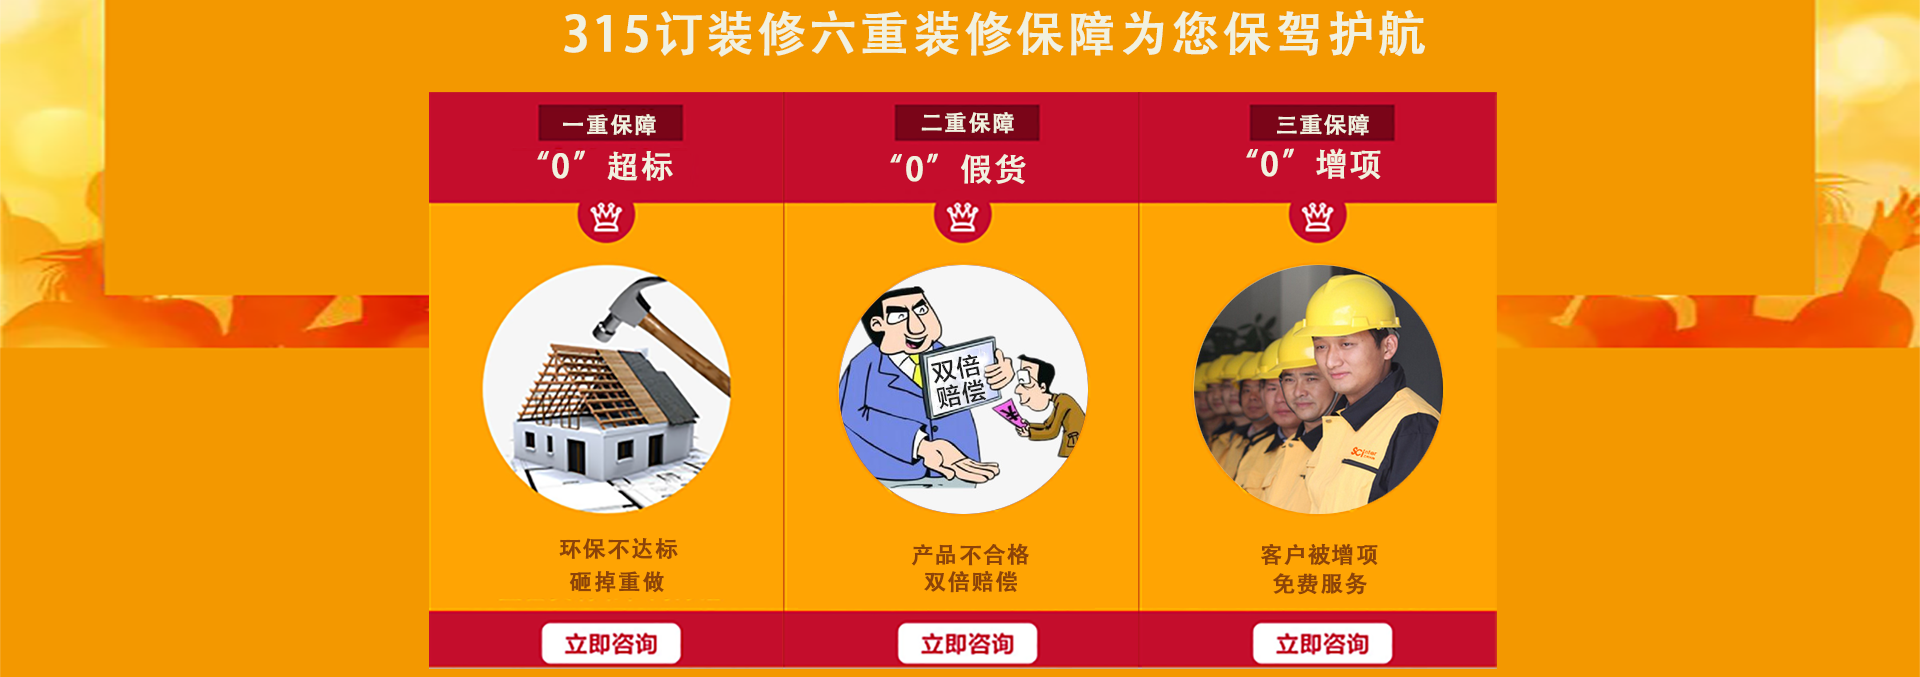 315订装修六重装修保障为您保驾护航
一重保障
“0”超标
二重保障
“0”假货
三重保障
“0”增项
双倍
赔偿
SCI
环保不达标
砸掉重做
产品不合格
双倍赔偿
客户被增项
免费服务
立即咨询
立即咨询
立即咨询